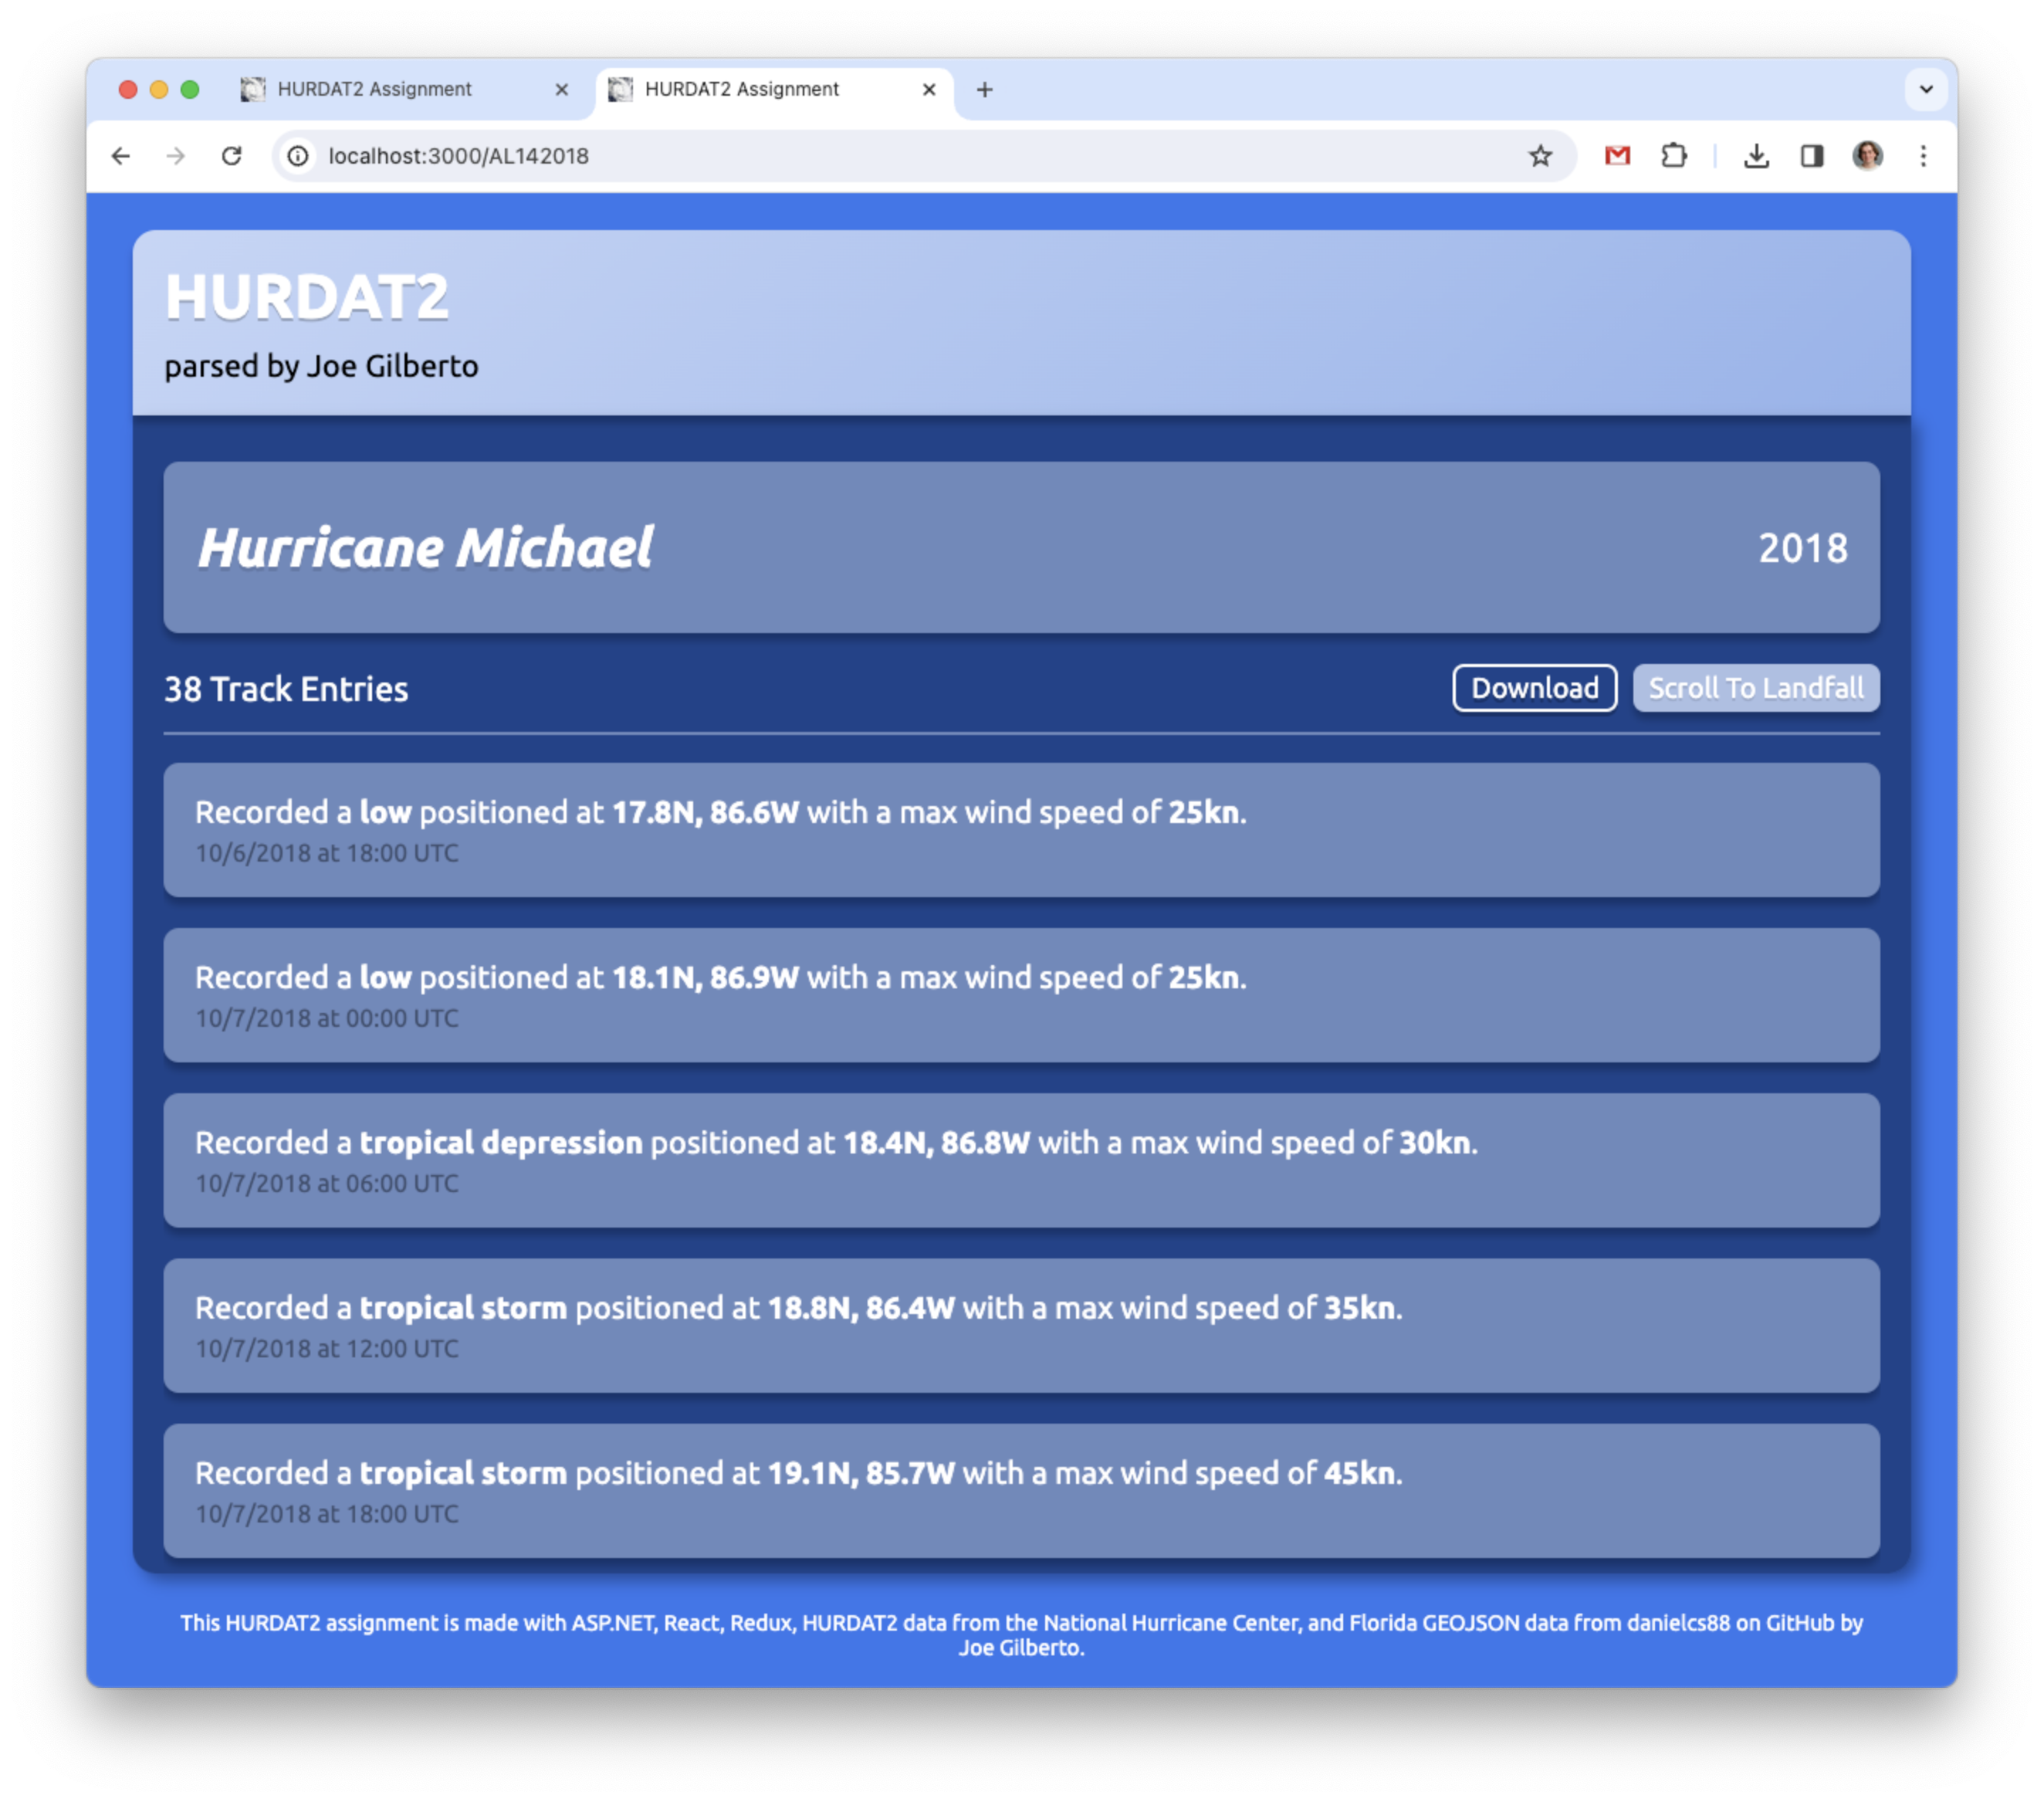 HURDAT2 Assignment
HURDAT2 Assignment
localhost:3000/AL142018
HURDAT2
parsed by Joe Gilberto
Hurricane Michael
2018
38 Track Entries
Download
Scroll To Landfall
Recorded a low positioned at 17.8N, 86.6W with a max wind speed of 25kn.
10/6/2018 at 18:00 UTC
Recorded a low positioned at 18.1N, 86.9W with a max wind speed of 25kn.
10/7/2018 at 00:00 UTC
Recorded a tropical depression positioned at 18.4N, 86.8W with a max wind speed of 30kn.
10/7/2018 at 06:00 UTC
Recorded a tropical storm positioned at 18.8N, 86.4W with a max wind speed of 35kn.
10/7/2018 at 12:00 UTC
Recorded a tropical storm positioned at 19.1N, 85.7W with a max wind speed of 45kn.
10/7/2018 at 18:00 UTC
This HURDAT2 assignment is made with ASP.NET, React, Redux, HURDAT2 data from the National Hurricane Center, and Florida GEOJSON data from danielcs88 on GitHub by
Joe Gilberto.